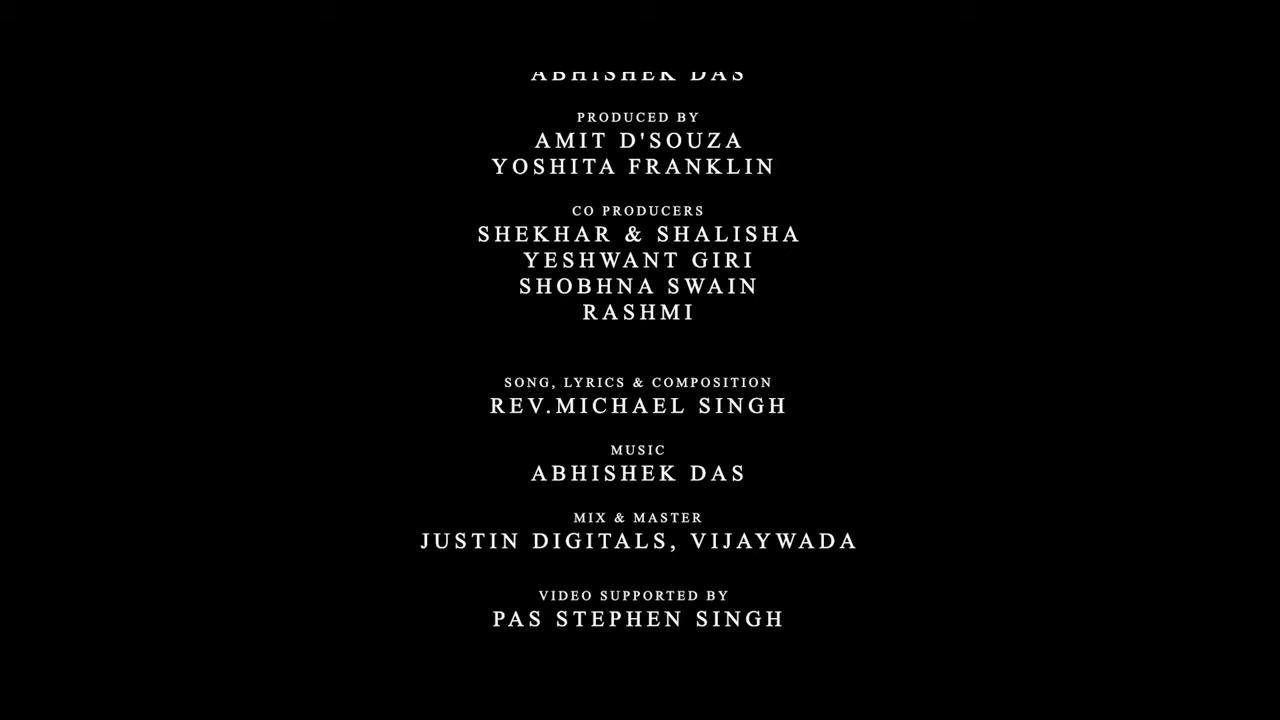 ABHISHEK DAS
PRODUCED BY
AMIT D'SOUZA
YOSHITA FRANKLIN
CO PRODUCERS
SHEKHAR & SHALISHA
YESHWANT GIRI
SHOBHNA SWAIN
RASHMI
SONG, LYRICS & COMPOSITION
REV.MICHAEL SINGH
MUSIC
ABHISHEK DAS
MIX & MASTER
JUSTIN DIGITALS, VIJAYWADA
VIDEO SUPPORTED BY
PAS STEPHEN SINGH